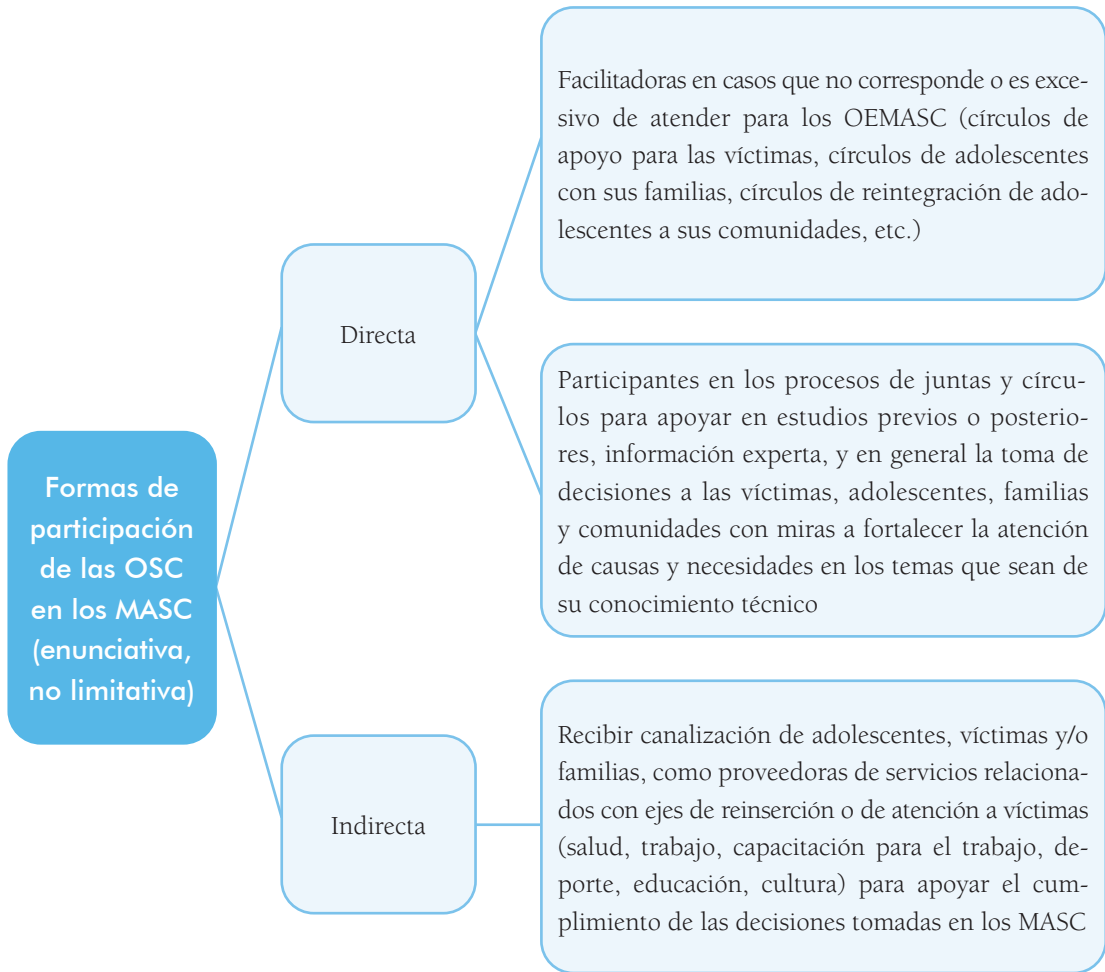 Formas de
participación
de las OSC
en los MASC
(enunciativa,
no limitativa)
Directa
Facilitadoras en casos que no corresponde o es exce-
sivo de atender para los OEMASC (círculos de
apoyo para las víctimas, círculos de adolescentes
con sus familias, círculos de reintegración de ado-
lescentes a sus comunidades, etc.)
Participantes en los procesos de juntas y círcu-
los para apoyar en estudios previos o posterio-
res, información experta, y en general la toma de
decisiones a las víctimas, adolescentes, familias
y comunidades con miras a fortalecer la atención
de causas y necesidades en los temas que sean de
su conocimiento técnico
Indirecta
Recibir canalización de adolescentes, víctimas y/o
familias, como proveedoras de servicios relaciona-
dos con ejes de reinserción o de atención a víctimas
(salud, trabajo, capacitación para el trabajo, de-
porte, educación, cultura) para apoyar el cum-
plimiento de las decisiones tomadas en los MASC